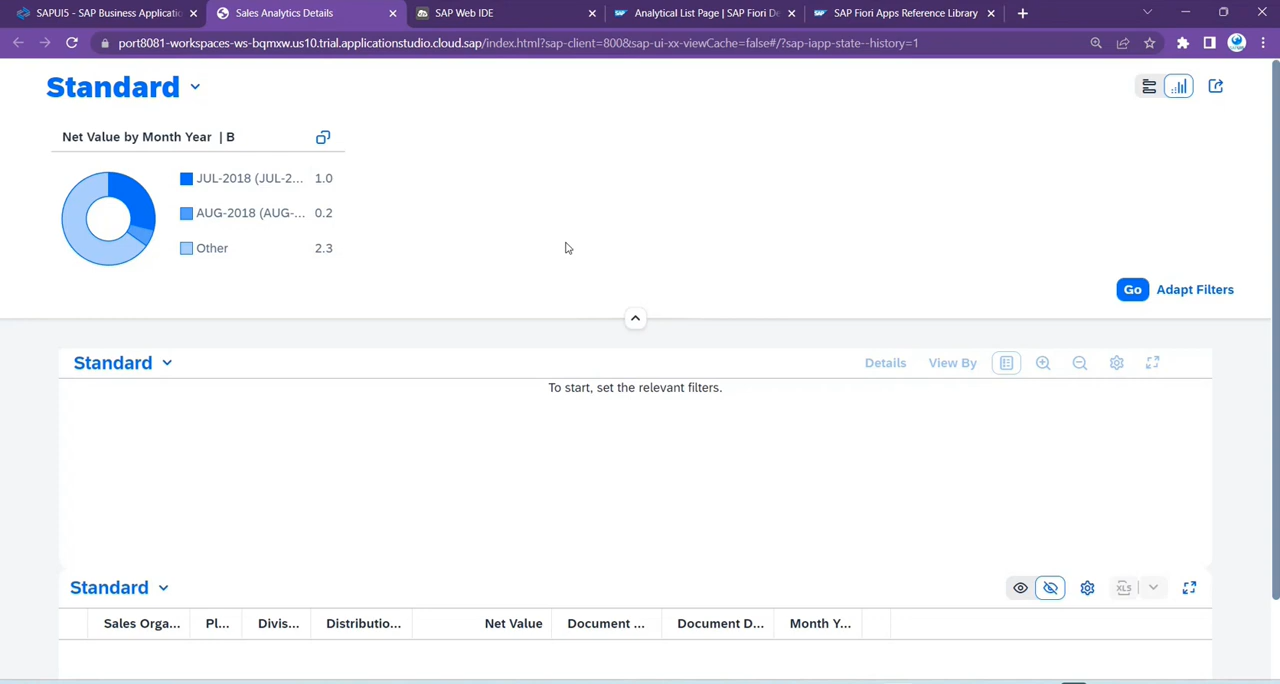 SAPUI5 - SAP Business Applicatio
Sales Analytics Details
SAP Web IDE
Analytical List Page | SAP Fiori De
SAP Fiori Apps Reference Library
port8081-workspaces-ws-bqmxw.us10.trial.applicationstudio.cloud.sap/index.html?sap-client=800&sap-ui-xx-viewCache=false#/?sap-iapp-state--history=1
Standard
Net Value by Month Year | B
JUL-2018 (JUL-2... 1.0
AUG-2018 (AUG-... 0.2
Other 2.3
Go Adapt Filters
Standard
Details View By
To start, set the relevant filters.
Standard
XLS
Sales Orga... Pl... Divis... Distributio... Net Value Document ... Document D... Month Y...